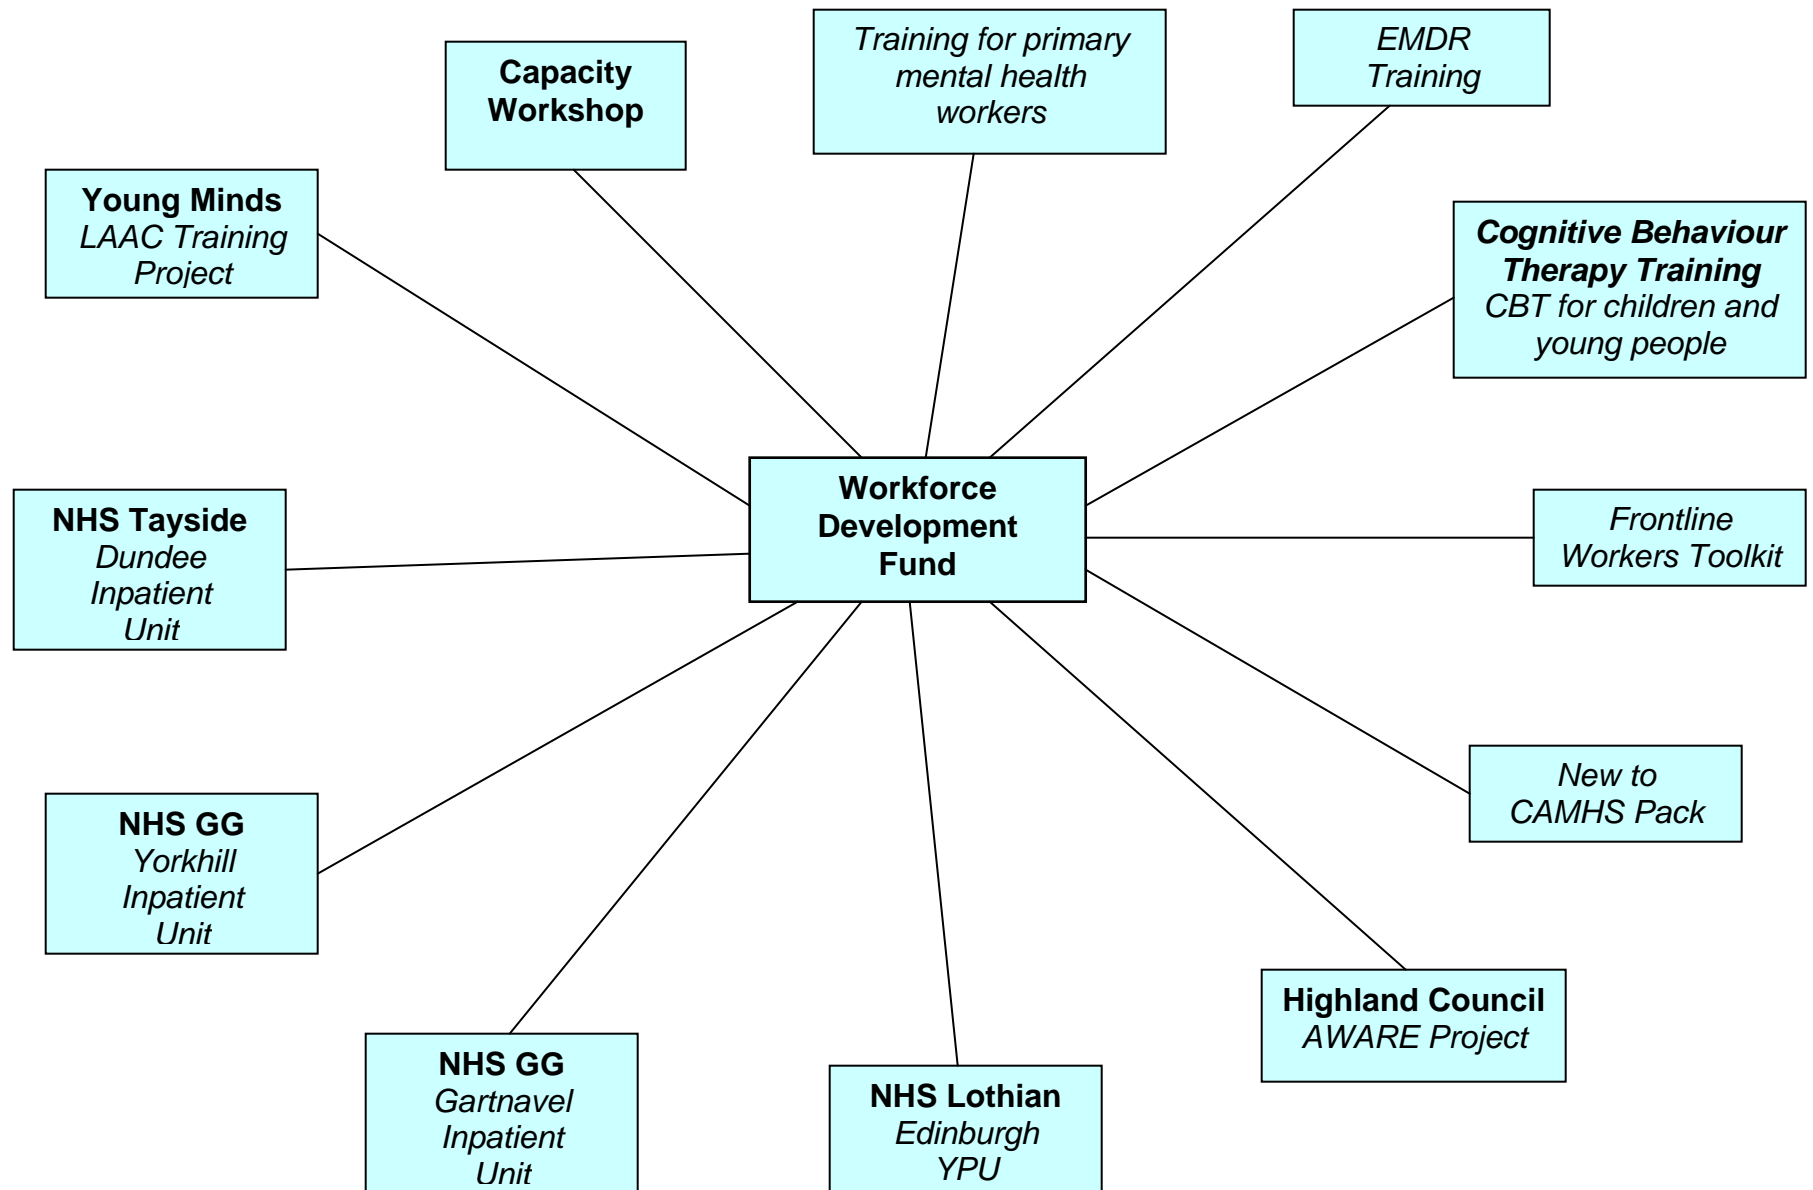 Training for primary
mental health
workers
EMDR
Training
Capacity
Workshop
Young Minds
LAAC Training
Project
Cognitive Behaviour
Therapy Training
CBT for children and
young people
Workforce
Development
Fund
NHS Tayside
Dundee
Inpatient
Unit
Frontline
Workers Toolkit
New to
CAMHS Pack
NHS GG
Yorkhill
Inpatient
Unit
Highland Council
AWARE Project
NHS GG
Gartnavel
Inpatient
Unit
NHS Lothian
Edinburgh
YPU